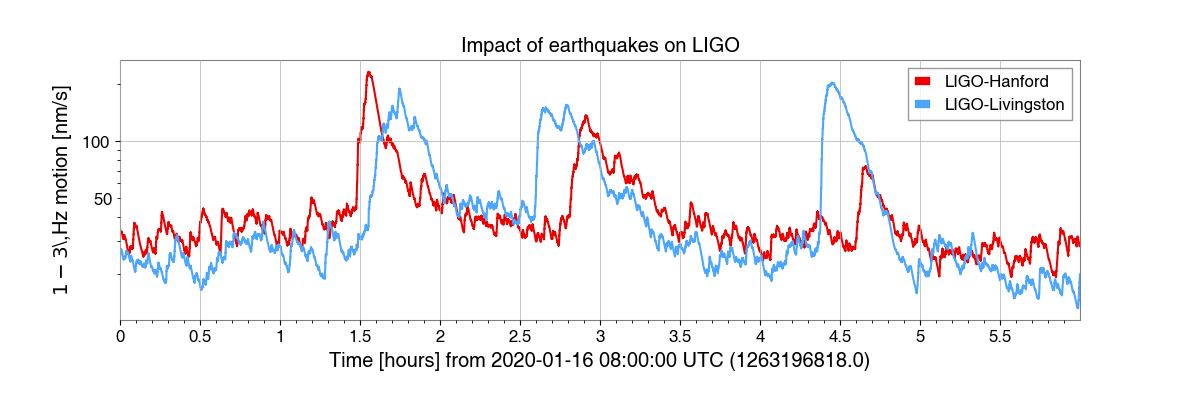 Impact of earthquakes on LIGO
LIGO-Hanford
LIGO-Livingston
1 − 3\,Hz motion [nm/s]
100
50
0 0.5 1 1.5 2 2.5 3 3.5 4 4.5 5 5.5
Time [hours] from 2020-01-16 08:00:00 UTC (1263196818.0)